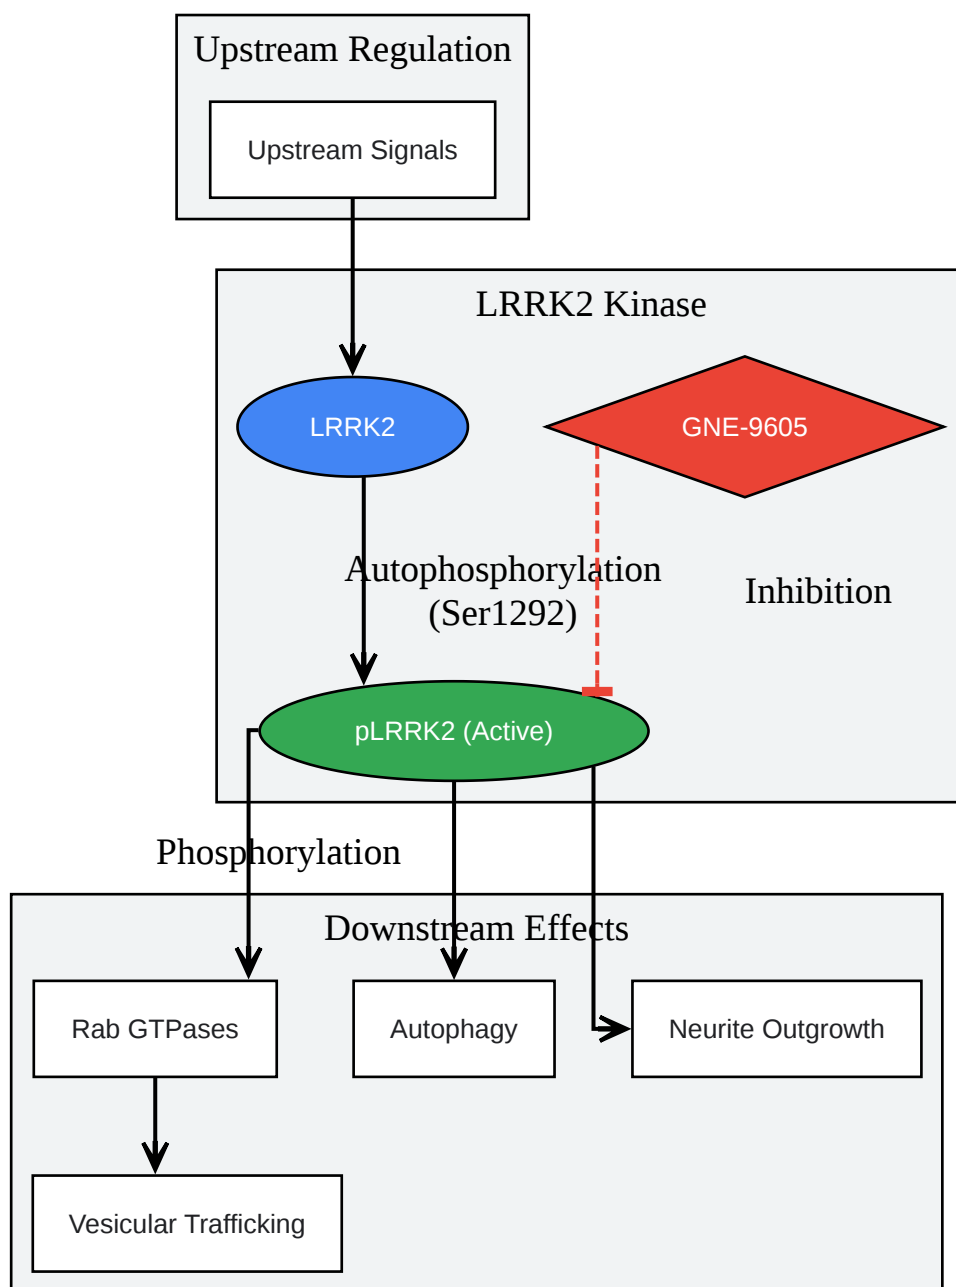 Upstream Regulation
Upstream Signals
LRRK2 Kinase
LRRK2
GNE-9605
Autophosphorylation
(Ser1292)
Inhibition
pLRRK2 (Active)
Phosphorylation
Downstream Effects
Rab GTPases
Autophagy
Neurite Outgrowth
Vesicular Trafficking